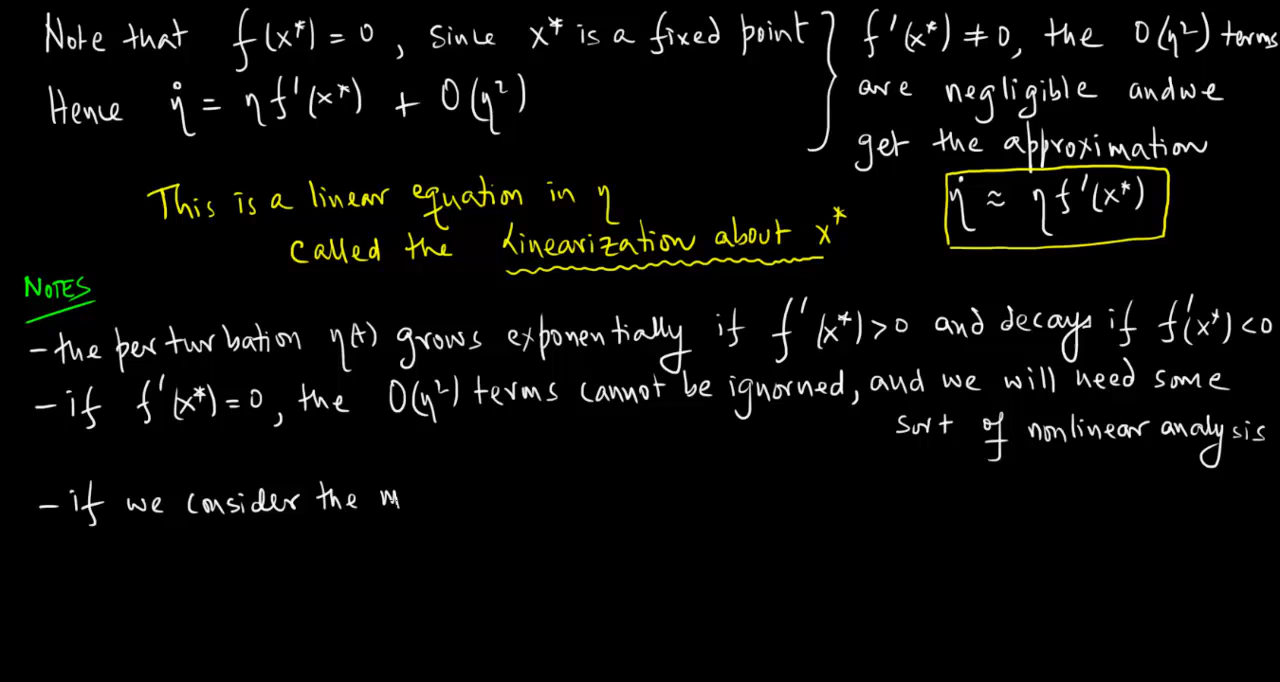 Note that f(x*) = 0, since x* is a fixed point
Hence η̇ = η f'(x*) + O(η²)
f'(x*) ≠ 0, the O(η²) terms
are negligible and we
get the approximation
η̇ ≈ η f'(x*)
This is a linear equation in η
called the Linearization about x*
NOTES
- the perturbation η(t) grows exponentially if f'(x*) > 0 and decays if f'(x*) < 0
- if f'(x*) = 0, the O(η²) terms cannot be ignorned, and we will need some
sort of nonlinear analysis
- if we consider the